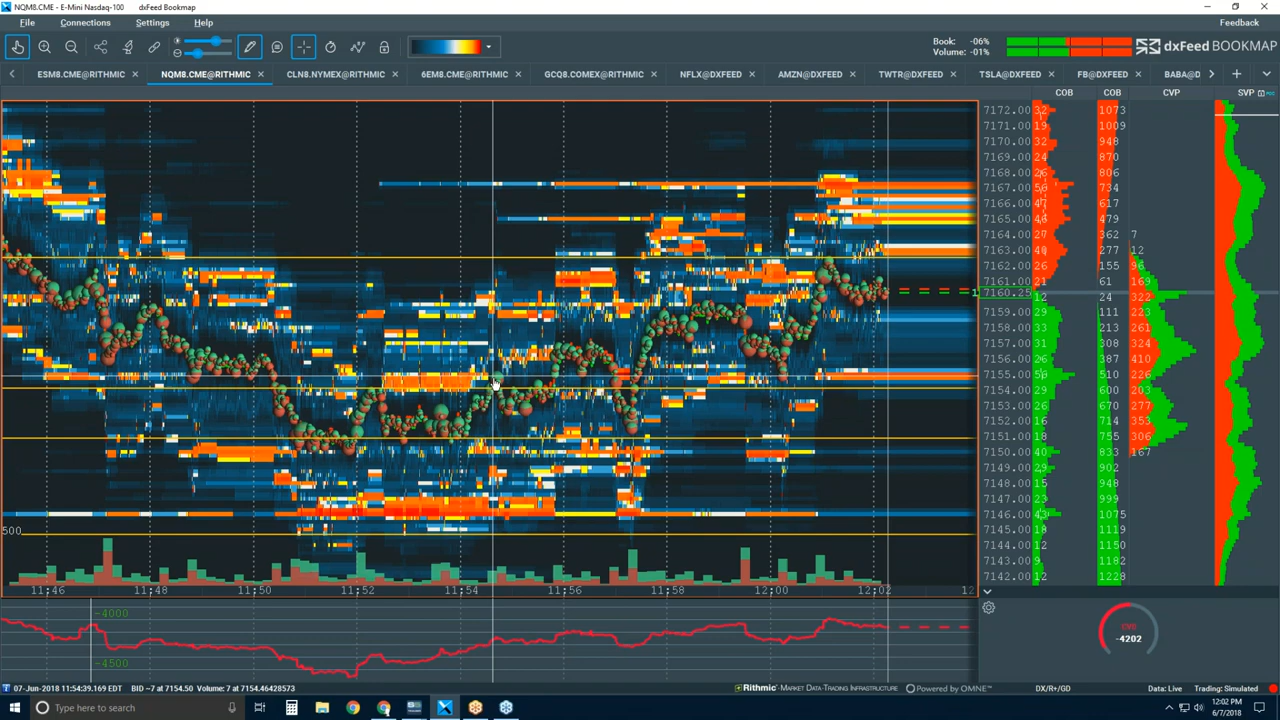 NQM8.CME - E-Mini Nasdaq-100 dxFeed Bookmap
File Connections Settings Help Feedback
Book: -06%
Volume: -01%
dxFeed BOOKMAP
ESM8.CME@RITHMIC NQM8.CME@RITHMIC CLN8.NYMEX@RITHMIC 6EM8.CME@RITHMIC GCQ8.COMEX@RITHMIC NFLX@DXFEED AMZN@DXFEED TWTR@DXFEED TSLA@DXFEED FB@DXFEED BABA@D
COB COB CVP SVP
7172.00 32 1073
7171.00 19 1009
7170.00 32 948
7169.00 24 870
7168.00 26 806
7167.00 56 734
7166.00 47 617
7165.00 479
7164.00 27 362 7
7163.00 277 12
7162.00 26 155 96
7161.00 21 61 169
7160.25 12 24 322
7159.00 29 111 223
7158.00 33 213 261
7157.00 31 308 324
7156.00 26 387 410
7155.00 510 226
7154.00 29 600 203
7153.00 26 670 277
7152.00 16 714 353
7151.00 18 755 306
7150.00 40 833 167
7149.00 29 902
7148.00 15 948
7147.00 23 999
7146.00 1075
7145.00 18 1119
7144.00 12 1150
7143.00 9 1182
7142.00 12 1228
500
11:46 11:48 11:50 11:52 11:54 11:56 11:58 12:00 12:02 12
-4000
-4500
CVD
-4202
07-Jun-2018 11:54:39.169 EDT BID ~7 at 7154.50 Volume: 7 at 7154.46428573
Rithmic - MARKET DATA-TRADING INFRASTRUCTURE Powered by OMNE™ DX/R+/GD Data: Live Trading: Simulated
Type here to search
12:02 PM
6/7/2018